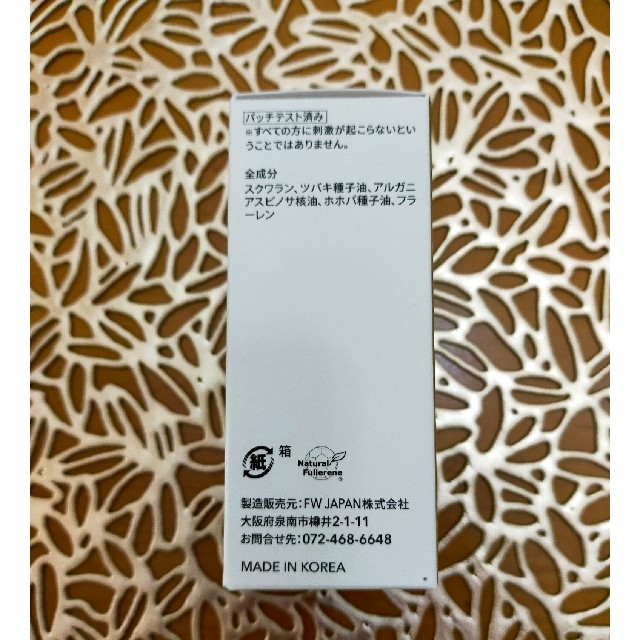 パッチテスト済み
※すべての方に刺激が起こらないとい
うことではありません。
全成分
スクワラン、ツバキ種子油、アルガニ
アスピノサ核油、ホホバ種子油、フラ
ーレン
紙
箱
Natural
Fullerene
製造販売元:FW JAPAN株式会社
大阪府泉南市樽井2-1-11
お問合せ先:072-468-6648
MADE IN KOREA